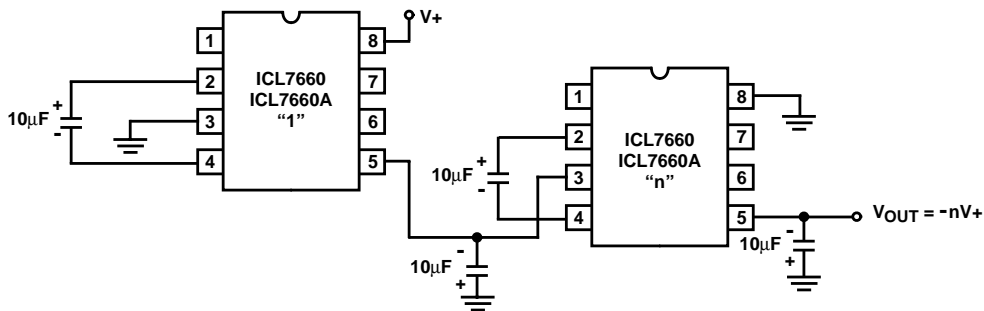 V+
1
8
2
ICL7660
ICL7660A
"1"
7
10µF
+
-
3
6
4
5
10µF
-
+
1
8
2
ICL7660
ICL7660A
"n"
7
10µF
+
-
3
6
4
5
VOUT = -nV+
10µF
-
+